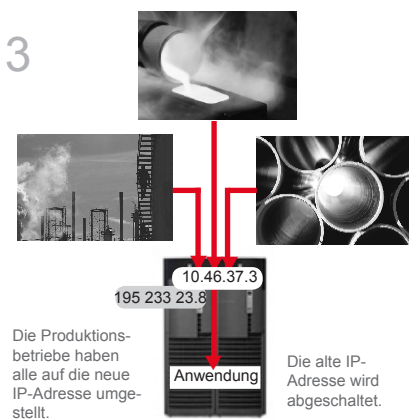 3
10.46.37.3
195 233 23.8
Anwendung
Die Produktions-
betriebe haben
alle auf die neue
IP-Adresse umge-
stellt.
Die alte IP-
Adresse wird
abgeschaltet.